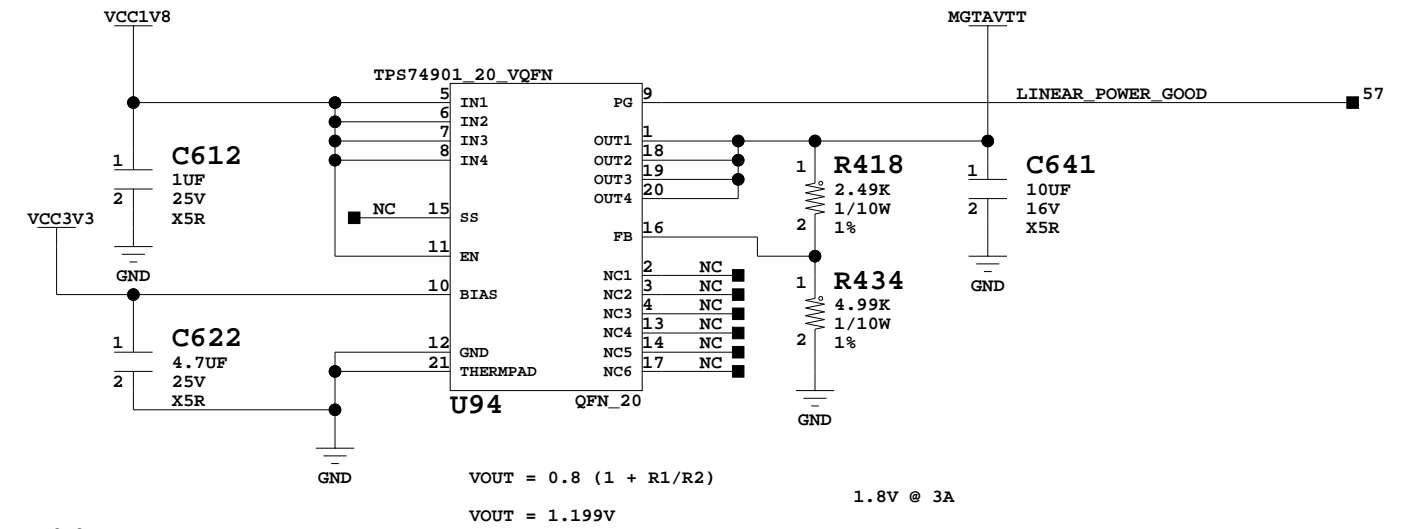 VCC1V8
MGTAVTT
TPS74901_20_VQFN
5 IN1
6 IN2
7 IN3
8 IN4
15 SS
NC
11 EN
10 BIAS
12 GND
21 THERMPAD
PG 9
LINEAR_POWER_GOOD
57
OUT1 1
OUT2 18
OUT3 19
OUT4 20
FB 16
NC1 2 NC
NC2 3 NC
NC3 4 NC
NC4 13 NC
NC5 14 NC
NC6 17 NC
U94
QFN_20
1
2
C612
1UF
25V
X5R
GND
VCC3V3
1
2
C622
4.7UF
25V
X5R
GND
1
2
R418
2.49K
1/10W
1%
1
2
R434
4.99K
1/10W
1%
GND
1
2
C641
10UF
16V
X5R
GND
VOUT = 0.8 (1 + R1/R2)
1.8V @ 3A
VOUT = 1.199V